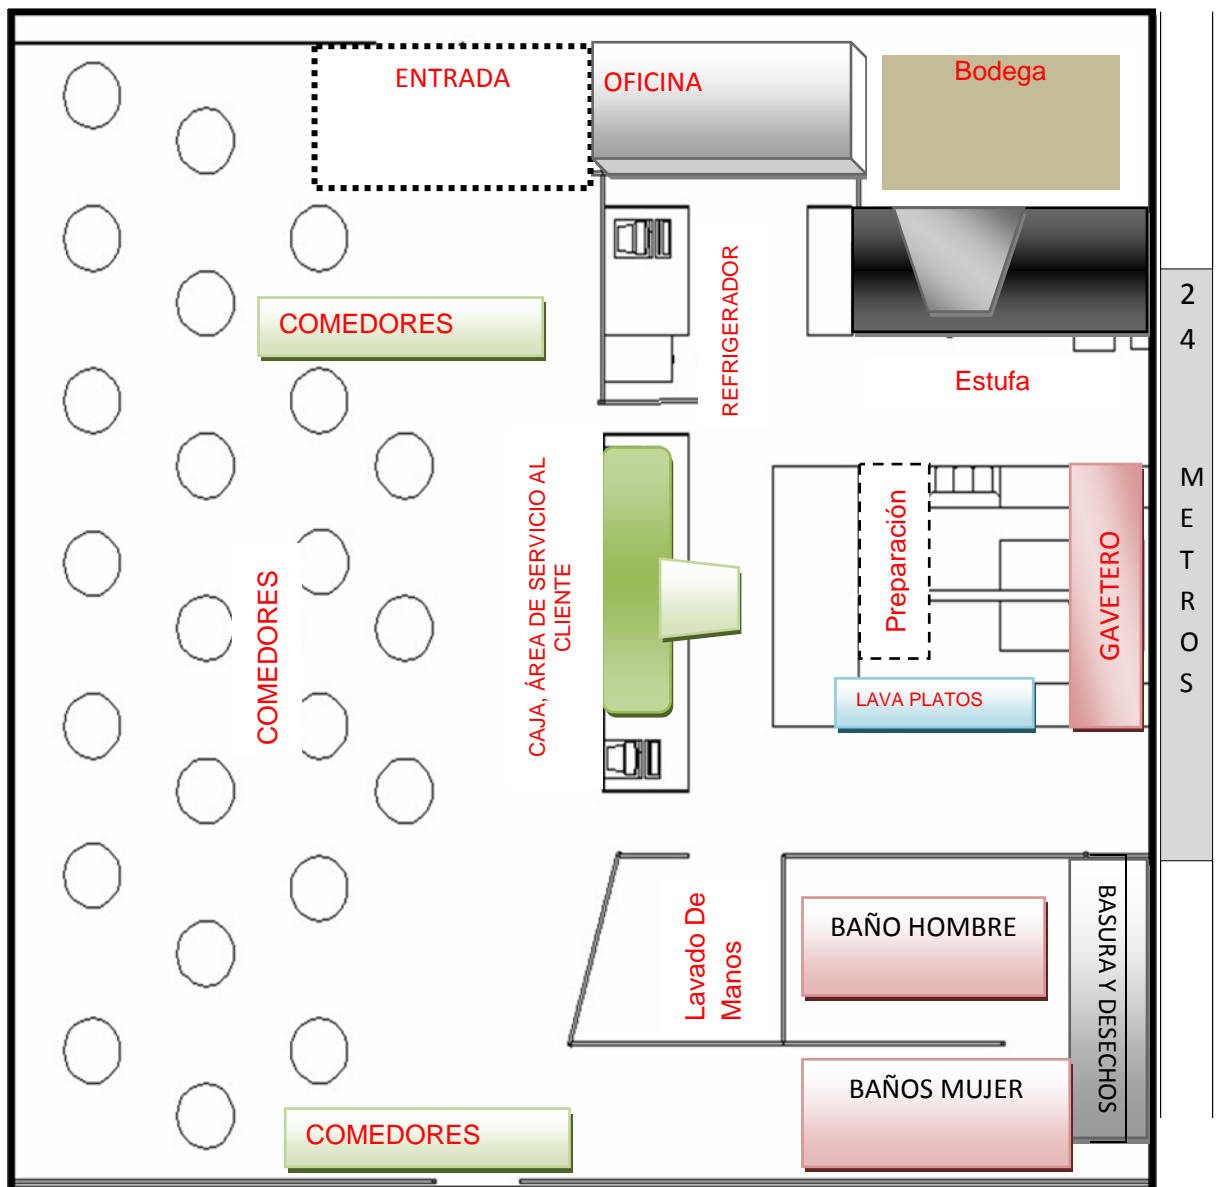 ENTRADA
OFICINA
Bodega
REFRIGERADOR
COMEDORES
Estufa
2
4
M
E
T
R
O
S
CAJA, ÁREA DE SERVICIO AL
CLIENTE
COMEDORES
Preparación
GAVETERO
LAVA PLATOS
Lavado De
Manos
BAÑO HOMBRE
BASURA Y DESECHOS
BAÑOS MUJER
COMEDORES